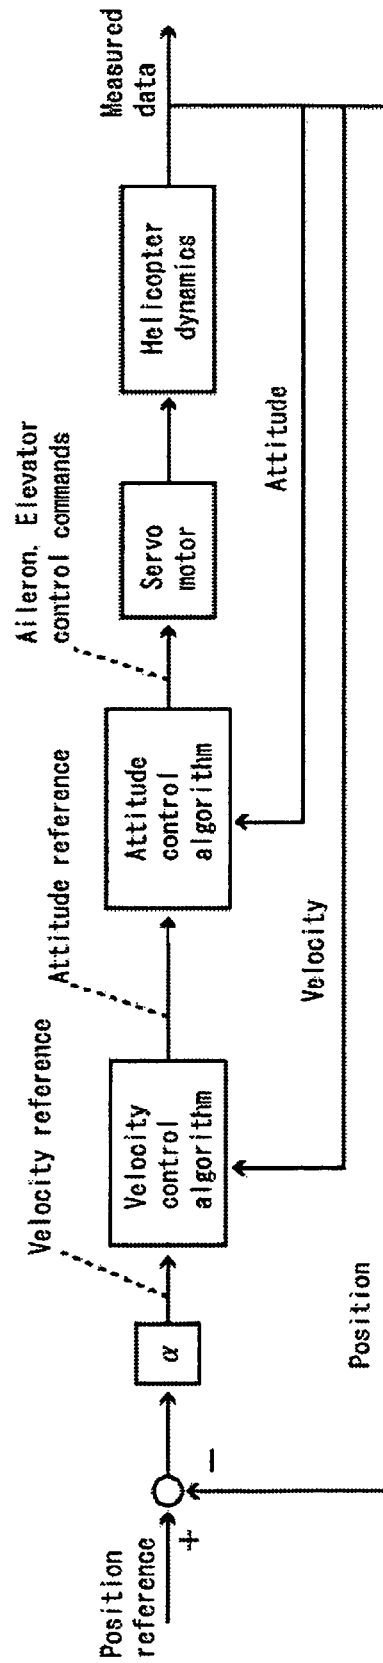 Position
reference
+
−
α
Velocity reference
Velocity
control
algorithm
Attitude reference
Attitude
control
algorithm
Aileron, Elevator
control commands
Servo
motor
Helicopter
dynamics
Measured
data
Attitude
Velocity
Position